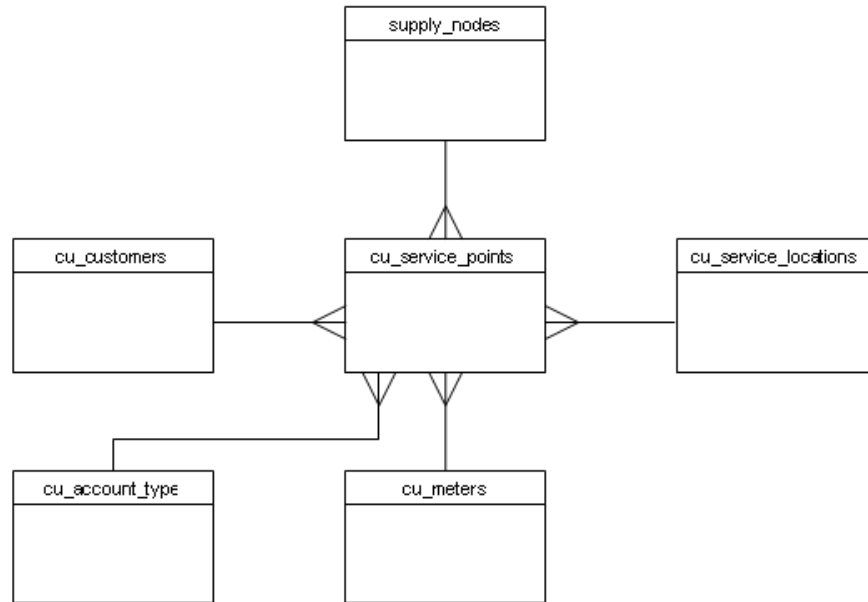 supply_nodes
cu_customers
cu_service_points
cu_service_locations
cu_account_type
cu_meters